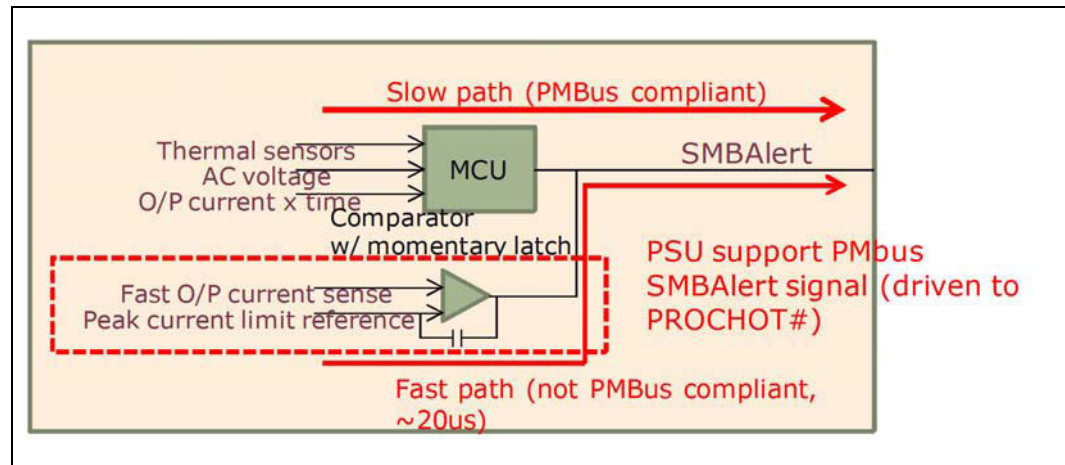 Slow path (PMBus compliant)
Thermal sensors
AC voltage
O/P current x time
MCU
SMBAlert
Comparator
w/ momentary latch
Fast O/P current sense
Peak current limit reference
PSU support PMbus
SMBAlert signal (driven to
PROCHOT#)
Fast path (not PMBus compliant,
~20us)